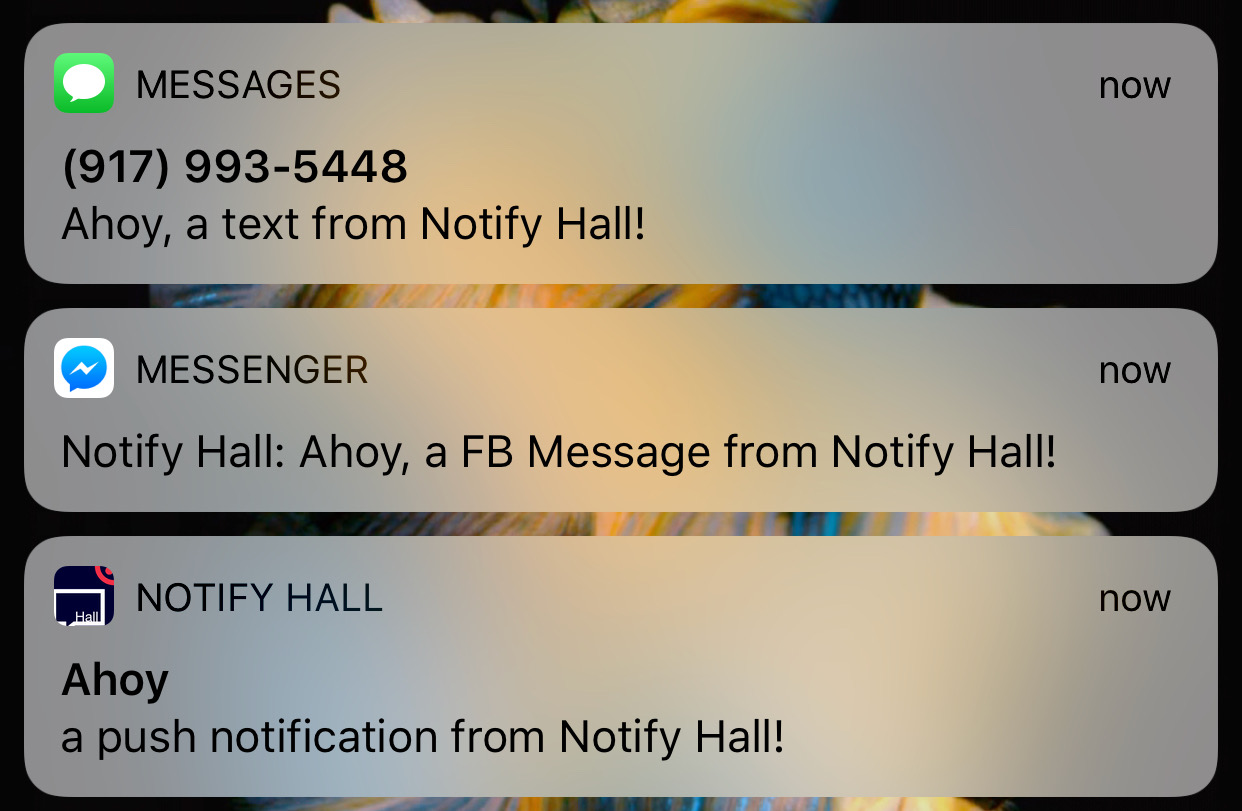 MESSAGES now
(917) 993-5448
Ahoy, a text from Notify Hall!
MESSENGER now
Notify Hall: Ahoy, a FB Message from Notify Hall!
Hall NOTIFY HALL now
Ahoy
a push notification from Notify Hall!